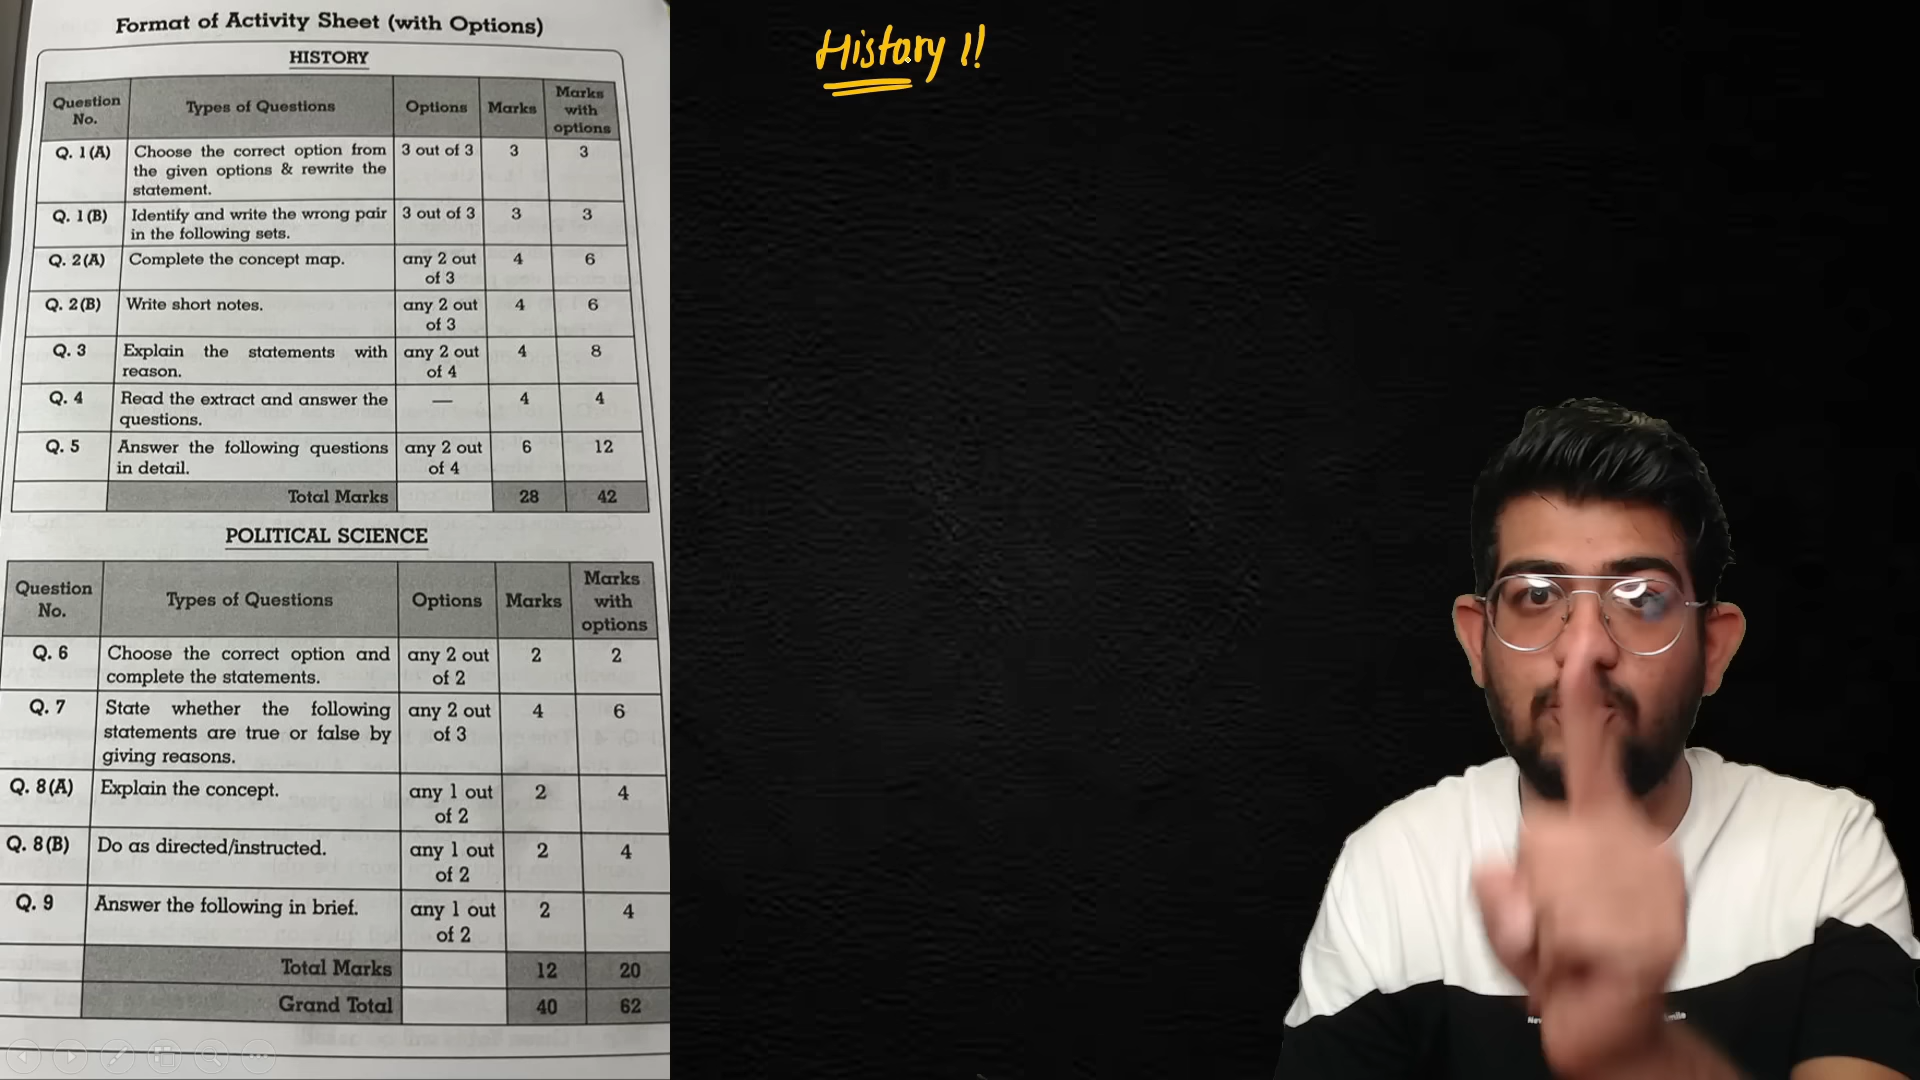 Format of Activity Sheet (with Options)
HISTORY
Question No. Types of Questions Options Marks Marks with options
Q. 1(A) Choose the correct option from the given options & rewrite the statement. 3 out of 3 3 3
Q. 1(B) Identify and write the wrong pair in the following sets. 3 out of 3 3 3
Q. 2(A) Complete the concept map. any 2 out of 3 4 6
Q. 2(B) Write short notes. any 2 out of 3 4 6
Q. 3 Explain the statements with reason. any 2 out of 4 4 8
Q. 4 Read the extract and answer the questions. — 4 4
Q. 5 Answer the following questions in detail. any 2 out of 4 6 12
Total Marks 28 42
POLITICAL SCIENCE
Question No. Types of Questions Options Marks Marks with options
Q. 6 Choose the correct option and complete the statements. any 2 out of 2 2 2
Q. 7 State whether the following statements are true or false by giving reasons. any 2 out of 3 4 6
Q. 8(A) Explain the concept. any 1 out of 2 2 4
Q. 8(B) Do as directed/instructed. any 1 out of 2 2 4
Q. 9 Answer the following in brief. any 1 out of 2 2 4
Total Marks 12 20
Grand Total 40 62
History !!